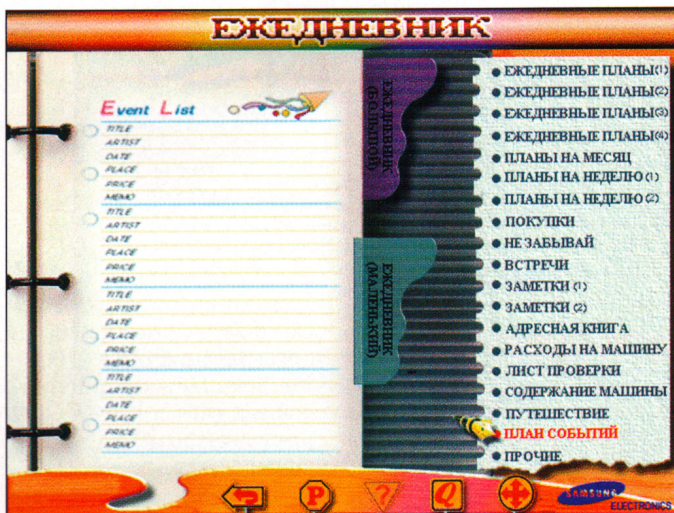 ЕЖЕДНЕВНИК
Event List
TITLE
ARTIST
DATE
PLACE
PRICE
MEMO
TITLE
ARTIST
DATE
PLACE
PRICE
MEMO
TITLE
ARTIST
DATE
PLACE
PRICE
MEMO
TITLE
ARTIST
DATE
PLACE
PRICE
MEMO
ЕЖЕДНЕВНИК
(БОЛЬШОЙ)
ЕЖЕДНЕВНИК
(МАЛЕНЬКИЙ)
ЕЖЕДНЕВНЫЕ ПЛАНЫ(1)
ЕЖЕДНЕВНЫЕ ПЛАНЫ(2)
ЕЖЕДНЕВНЫЕ ПЛАНЫ(3)
ЕЖЕДНЕВНЫЕ ПЛАНЫ(4)
ПЛАНЫ НА МЕСЯЦ
ПЛАНЫ НА НЕДЕЛЮ (1)
ПЛАНЫ НА НЕДЕЛЮ (2)
ПОКУПКИ
НЕ ЗАБЫВАЙ
ВСТРЕЧИ
ЗАМЕТКИ (1)
ЗАМЕТКИ (2)
АДРЕСНАЯ КНИГА
РАСХОДЫ НА МАШИНУ
ЛИСТ ПРОВЕРКИ
СОДЕРЖАНИЕ МАШИНЫ
ПУТЕШЕСТВИЕ
ПЛАН СОБЫТИЙ
ПРОЧИЕ
P
?
Q
SAMSUNG
ELECTRONICS